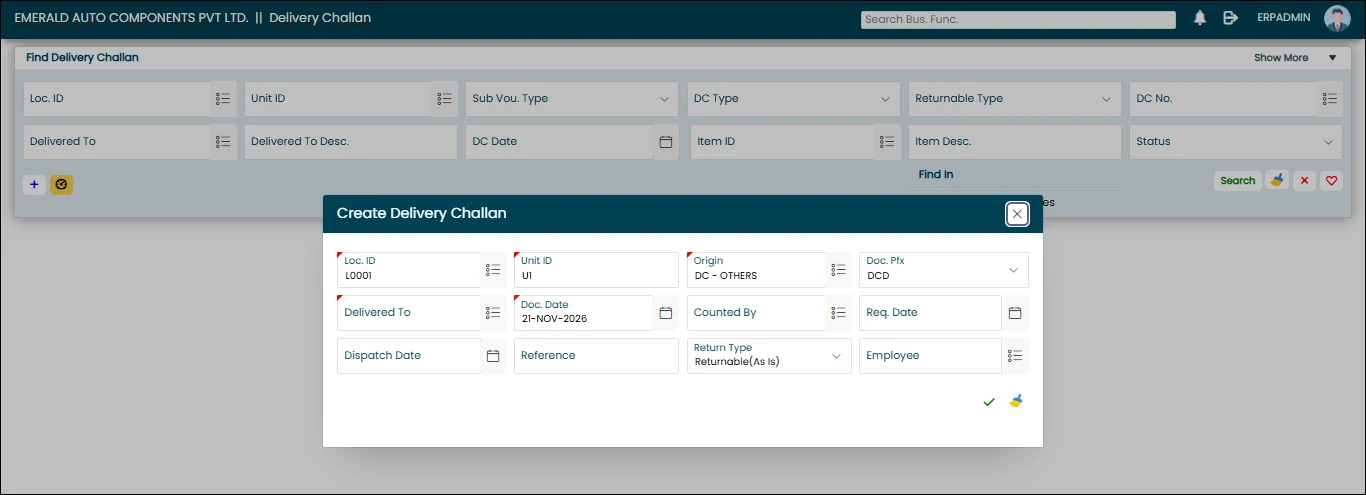 EMERALD AUTO COMPONENTS PVT LTD. || Delivery Challan
Search Bus. Func.
ERPADMIN
Find Delivery Challan
Show More
Loc. ID
Unit ID
Sub Vou. Type
DC Type
Returnable Type
DC No.
Delivered To
Delivered To Desc.
DC Date
Item ID
Item Desc.
Status
Find In
Search
es
Create Delivery Challan
Loc. ID
L0001
Unit ID
U1
Origin
DC - OTHERS
Doc. Pfx
DCD
Delivered To
Doc. Date
21-NOV-2026
Counted By
Req. Date
Dispatch Date
Reference
Return Type
Returnable(As Is)
Employee